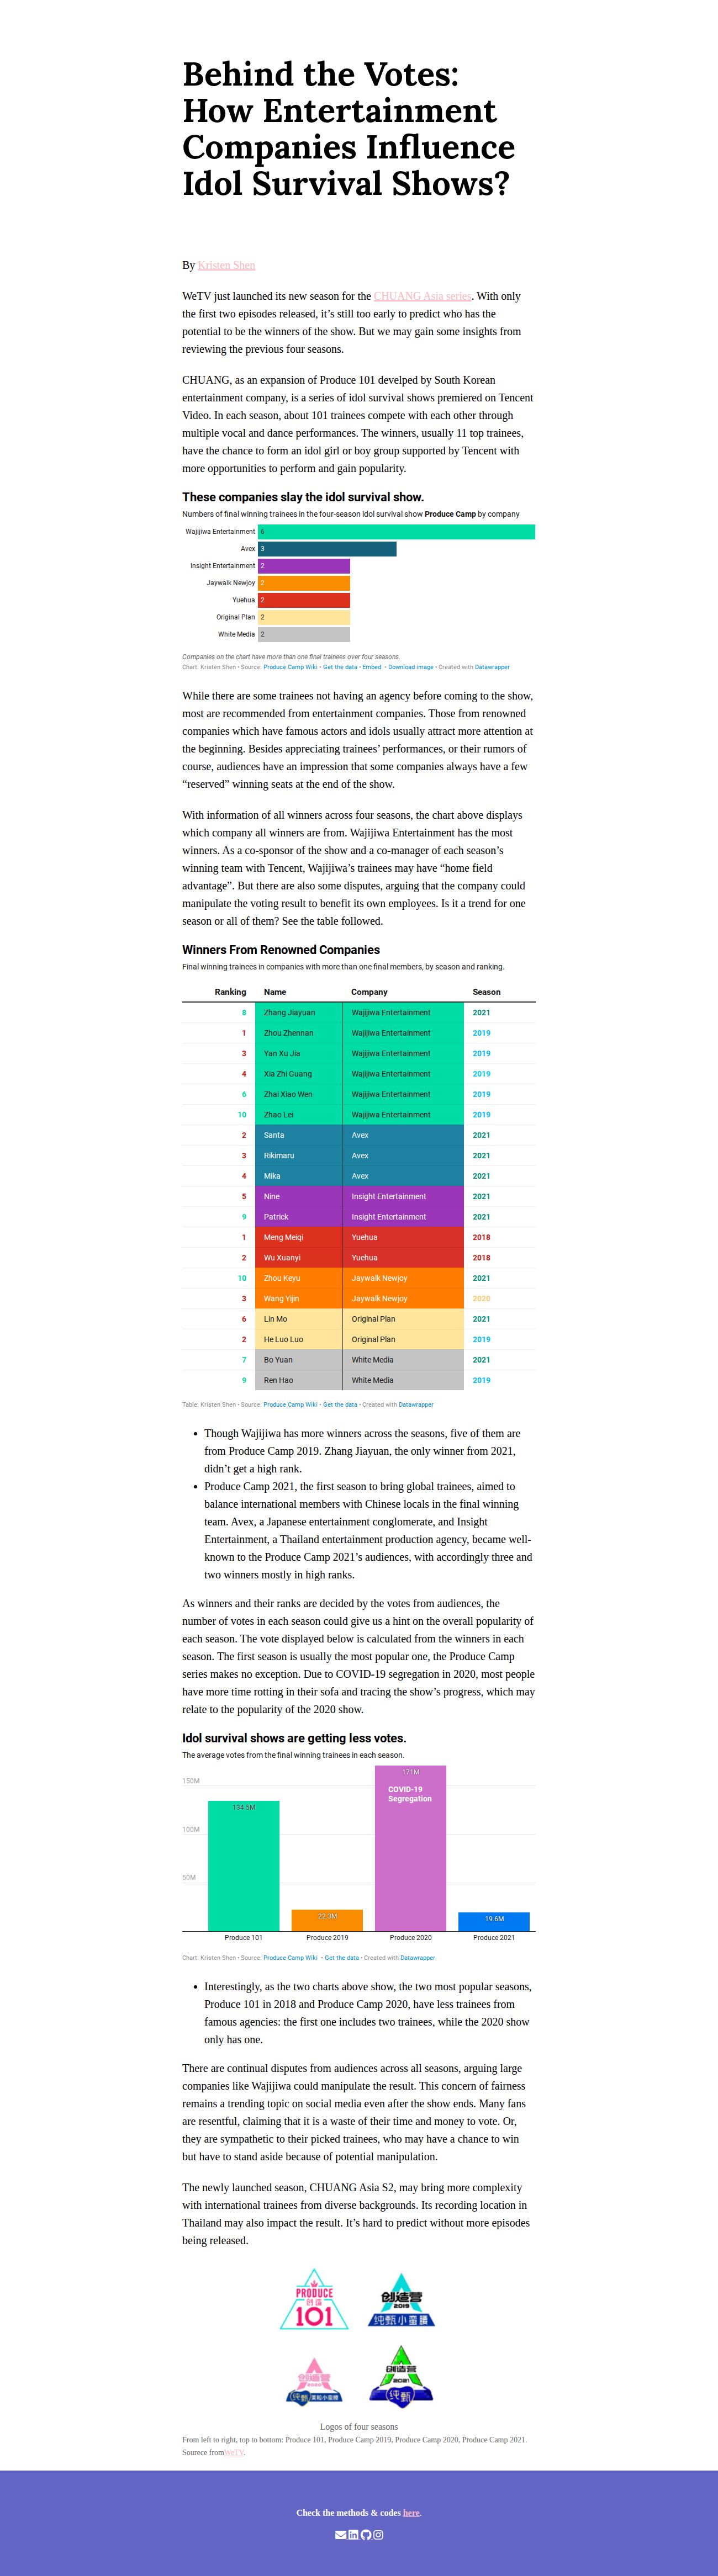 Behind the Votes:
How Entertainment
Companies Influence
Idol Survival Shows?
By Kristen Shen
WeTV just launched its new season for the CHUANG Asia series. With only
the first two episodes released, it’s still too early to predict who has the
potential to be the winners of the show. But we may gain some insights from
reviewing the previous four seasons.
CHUANG, as an expansion of Produce 101 develped by South Korean
entertainment company, is a series of idol survival shows premiered on Tencent
Video. In each season, about 101 trainees compete with each other through
multiple vocal and dance performances. The winners, usually 11 top trainees,
have the chance to form an idol girl or boy group supported by Tencent with
more opportunities to perform and gain popularity.
These companies slay the idol survival show.
Numbers of final winning trainees in the four-season idol survival show Produce Camp by company
Wajijiwa Entertainment 6
Avex 3
Insight Entertainment 2
Jaywalk Newjoy 2
Yuehua 2
Original Plan 2
White Media 2
Companies on the chart have more than one final trainees over four seasons.
Chart: Kristen Shen • Source: Produce Camp Wiki • Get the data • Embed • Download image • Created with Datawrapper
While there are some trainees not having an agency before coming to the show,
most are recommended from entertainment companies. Those from renowned
companies which have famous actors and idols usually attract more attention at
the beginning. Besides appreciating trainees’ performances, or their rumors of
course, audiences have an impression that some companies always have a few
“reserved” winning seats at the end of the show.
With information of all winners across four seasons, the chart above displays
which company all winners are from. Wajijiwa Entertainment has the most
winners. As a co-sponsor of the show and a co-manager of each season’s
winning team with Tencent, Wajijiwa’s trainees may have “home field
advantage”. But there are also some disputes, arguing that the company could
manipulate the voting result to benefit its own employees. Is it a trend for one
season or all of them? See the table followed.
Winners From Renowned Companies
Final winning trainees in companies with more than one final members, by season and ranking.
Ranking Name Company Season
8 Zhang Jiayuan Wajijiwa Entertainment 2021
1 Zhou Zhennan Wajijiwa Entertainment 2019
3 Yan Xu Jia Wajijiwa Entertainment 2019
4 Xia Zhi Guang Wajijiwa Entertainment 2019
6 Zhai Xiao Wen Wajijiwa Entertainment 2019
10 Zhao Lei Wajijiwa Entertainment 2019
2 Santa Avex 2021
3 Rikimaru Avex 2021
4 Mika Avex 2021
5 Nine Insight Entertainment 2021
9 Patrick Insight Entertainment 2021
1 Meng Meiqi Yuehua 2018
2 Wu Xuanyi Yuehua 2018
10 Zhou Keyu Jaywalk Newjoy 2021
3 Wang Yijin Jaywalk Newjoy 2020
6 Lin Mo Original Plan 2021
2 He Luo Luo Original Plan 2019
7 Bo Yuan White Media 2021
9 Ren Hao White Media 2019
Table: Kristen Shen • Source: Produce Camp Wiki • Get the data • Created with Datawrapper
• Though Wajijiwa has more winners across the seasons, five of them are
from Produce Camp 2019. Zhang Jiayuan, the only winner from 2021,
didn’t get a high rank.
• Produce Camp 2021, the first season to bring global trainees, aimed to
balance international members with Chinese locals in the final winning
team. Avex, a Japanese entertainment conglomerate, and Insight
Entertainment, a Thailand entertainment production agency, became well-
known to the Produce Camp 2021’s audiences, with accordingly three and
two winners mostly in high ranks.
As winners and their ranks are decided by the votes from audiences, the
number of votes in each season could give us a hint on the overall popularity of
each season. The vote displayed below is calculated from the winners in each
season. The first season is usually the most popular one, the Produce Camp
series makes no exception. Due to COVID-19 segregation in 2020, most people
have more time rotting in their sofa and tracing the show’s progress, which may
relate to the popularity of the 2020 show.
Idol survival shows are getting less votes.
The average votes from the final winning trainees in each season.
171M
150M
COVID-19
Segregation
134.5M
100M
50M
22.3M
19.6M
Produce 101 Produce 2019 Produce 2020 Produce 2021
Chart: Kristen Shen • Source: Produce Camp Wiki • Get the data • Created with Datawrapper
• Interestingly, as the two charts above show, the two most popular seasons,
Produce 101 in 2018 and Produce Camp 2020, have less trainees from
famous agencies: the first one includes two trainees, while the 2020 show
only has one.
There are continual disputes from audiences across all seasons, arguing large
companies like Wajijiwa could manipulate the result. This concern of fairness
remains a trending topic on social media even after the show ends. Many fans
are resentful, claiming that it is a waste of their time and money to vote. Or,
they are sympathetic to their picked trainees, who may have a chance to win
but have to stand aside because of potential manipulation.
The newly launched season, CHUANG Asia S2, may bring more complexity
with international trainees from diverse backgrounds. Its recording location in
Thailand may also impact the result. It’s hard to predict without more episodes
being released.
PRODUCE
创造
101
创造营
2019
纯甄小蛮腰
创造营
2020
创造营
2021
纯甄
Logos of four seasons
From left to right, top to bottom: Produce 101, Produce Camp 2019, Produce Camp 2020, Produce Camp 2021.
Sourece fromWeTV.
Check the methods & codes here.